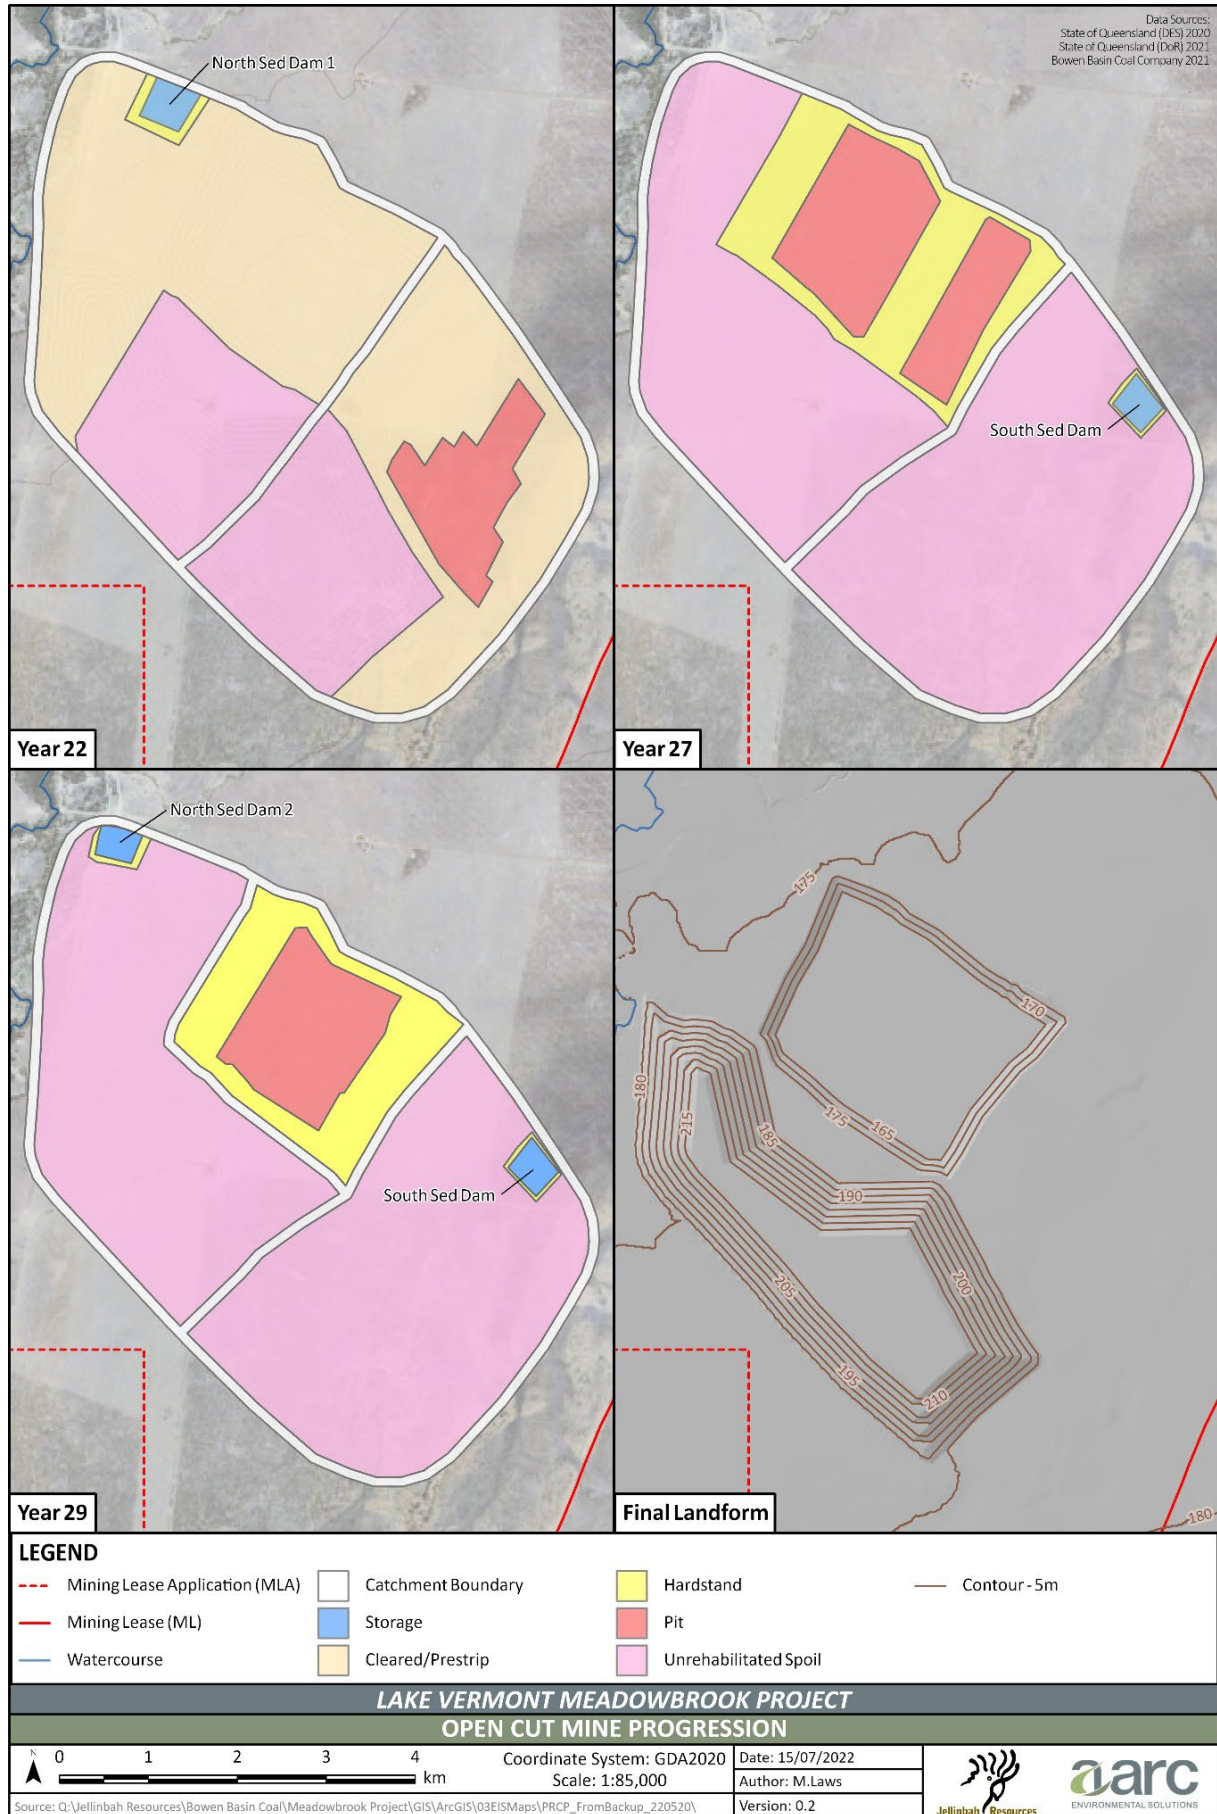 Data Sources:
State of Queensland (DES) 2020
State of Queensland (DoR) 2021
Bowen Basin Coal Company 2021
North Sed Dam 1
Year 22
South Sed Dam
Year 27
North Sed Dam 2
South Sed Dam
Year 29
175
170
180
215
175
165
185
190
205
200
195
210
180
Final Landform
LEGEND
Mining Lease Application (MLA)
Catchment Boundary
Hardstand
Contour - 5m
Mining Lease (ML)
Storage
Pit
Watercourse
Cleared/Prestrip
Unrehabilitated Spoil
LAKE VERMONT MEADOWBROOK PROJECT
OPEN CUT MINE PROGRESSION
N
0 1 2 3 4
km
Coordinate System: GDA2020
Scale: 1:85,000
Date: 15/07/2022
Author: M.Laws
Version: 0.2
Source: Q:\Jellinbah Resources\Bowen Basin Coal\Meadowbrook Project\GIS\ArcGIS\03EISMaps\PRCP_FromBackup_220520\
Jellinbah Resources
aarc
ENVIRONMENTAL SOLUTIONS